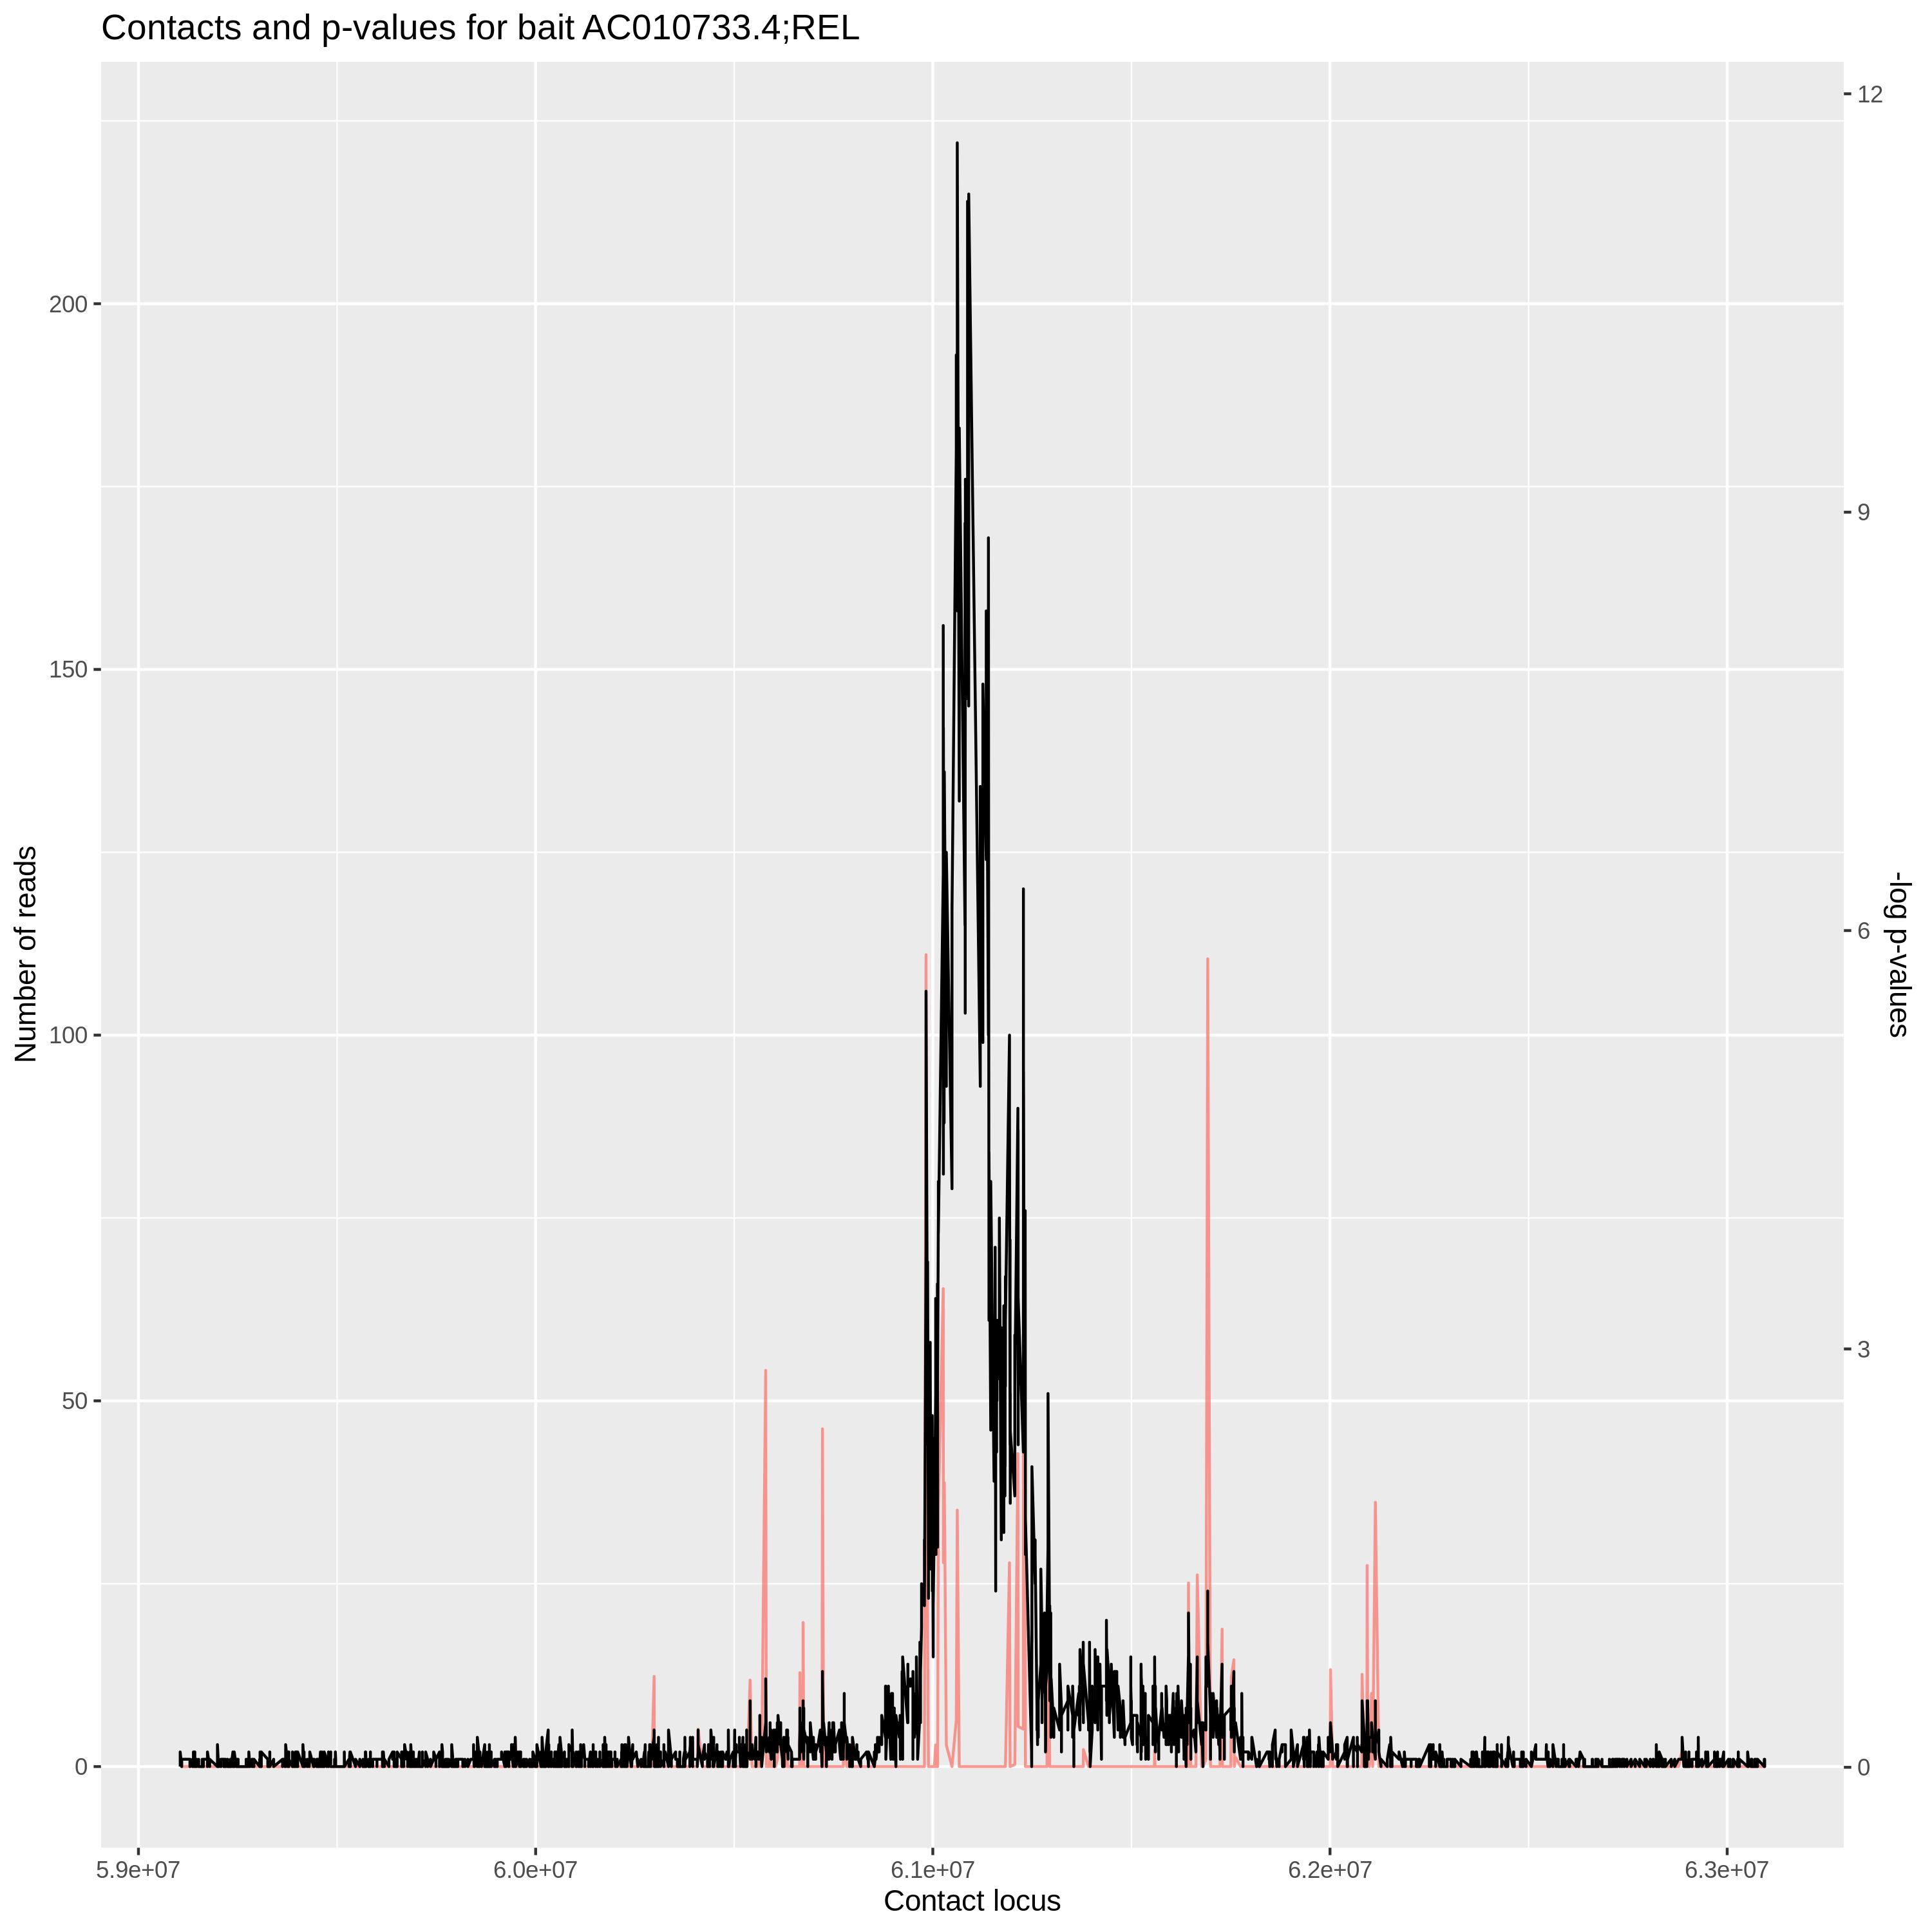 Contacts and p-values for bait AC010733.4;REL
12
9
6
3
0
200
150
100
50
0
Number of reads
-log p-values
5.9e+07
6.0e+07
6.1e+07
6.2e+07
6.3e+07
Contact locus